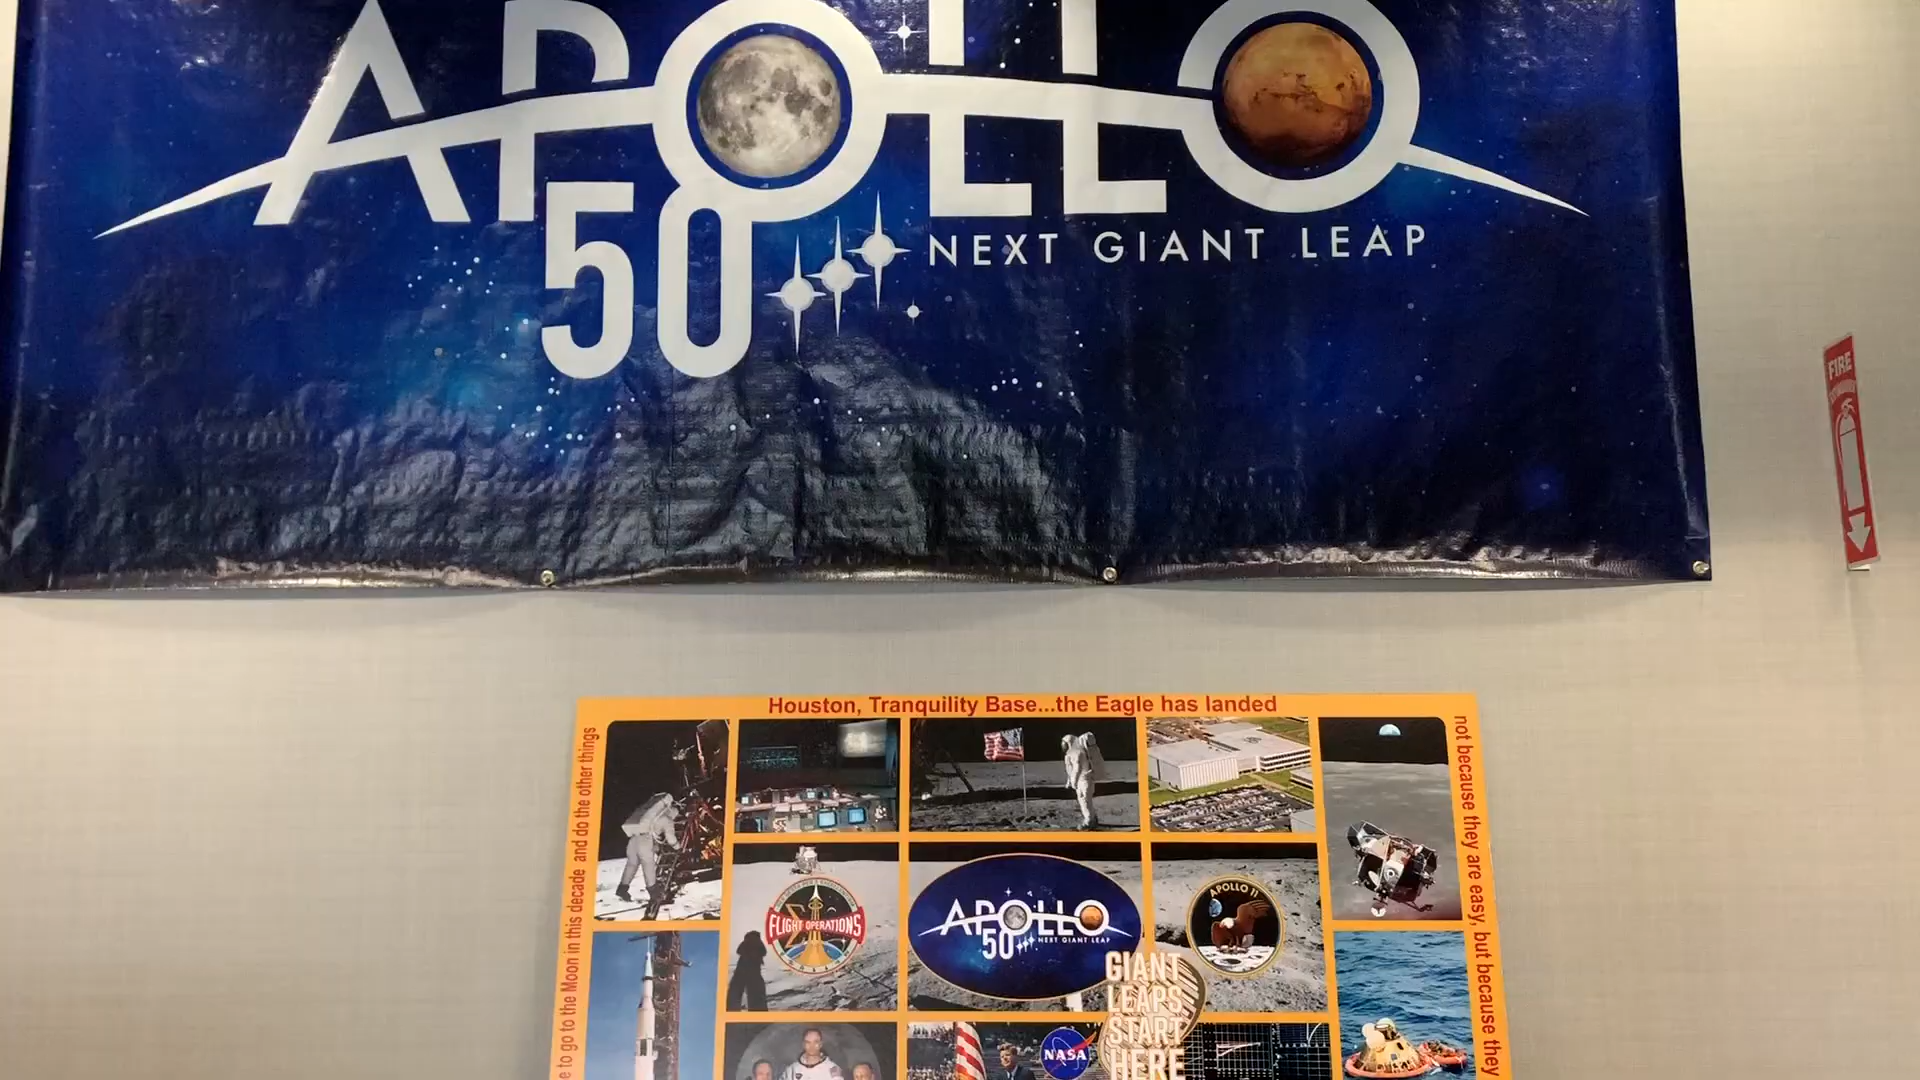 APOLLO
50
NEXT GIANT LEAP
FIRE
Houston, Tranquility Base...the Eagle has landed
e to go to the Moon in this decade and do the other things
not because they are easy, but because they
FLIGHT OPERATIONS
APOLLO
50
NEXT GIANT LEAP
APOLLO 11
GIANT
LEAPS
START
HERE
NASA